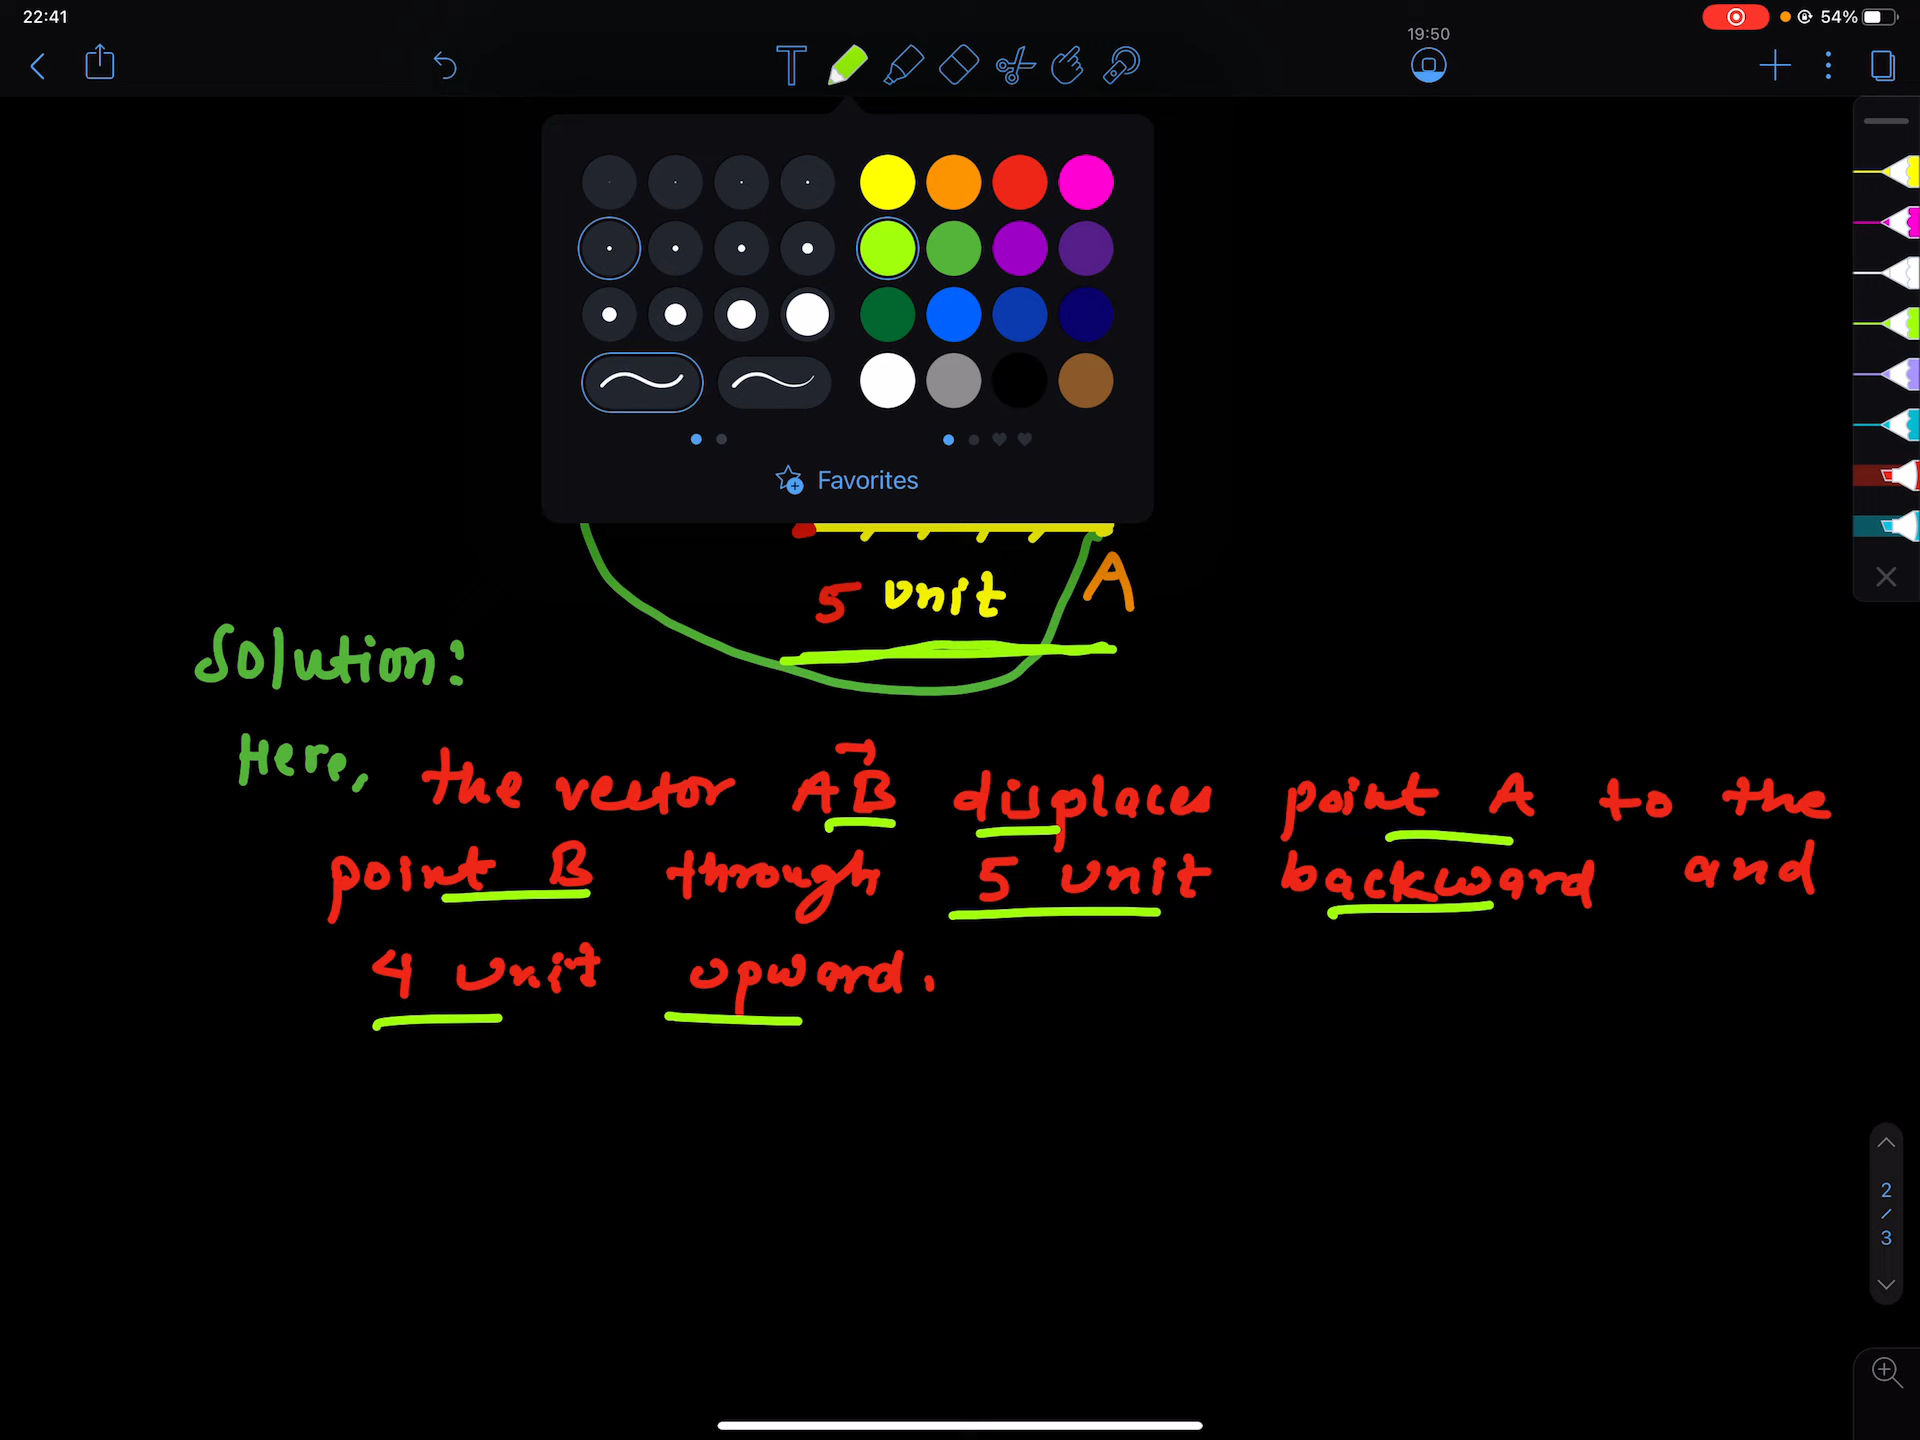 22:41
54%
19:50
Favorites
5 unit
A
Solution:
Here, the vector AB displaces point A to the
point B through 5 unit backward and
4 unit upward.
2
/
3